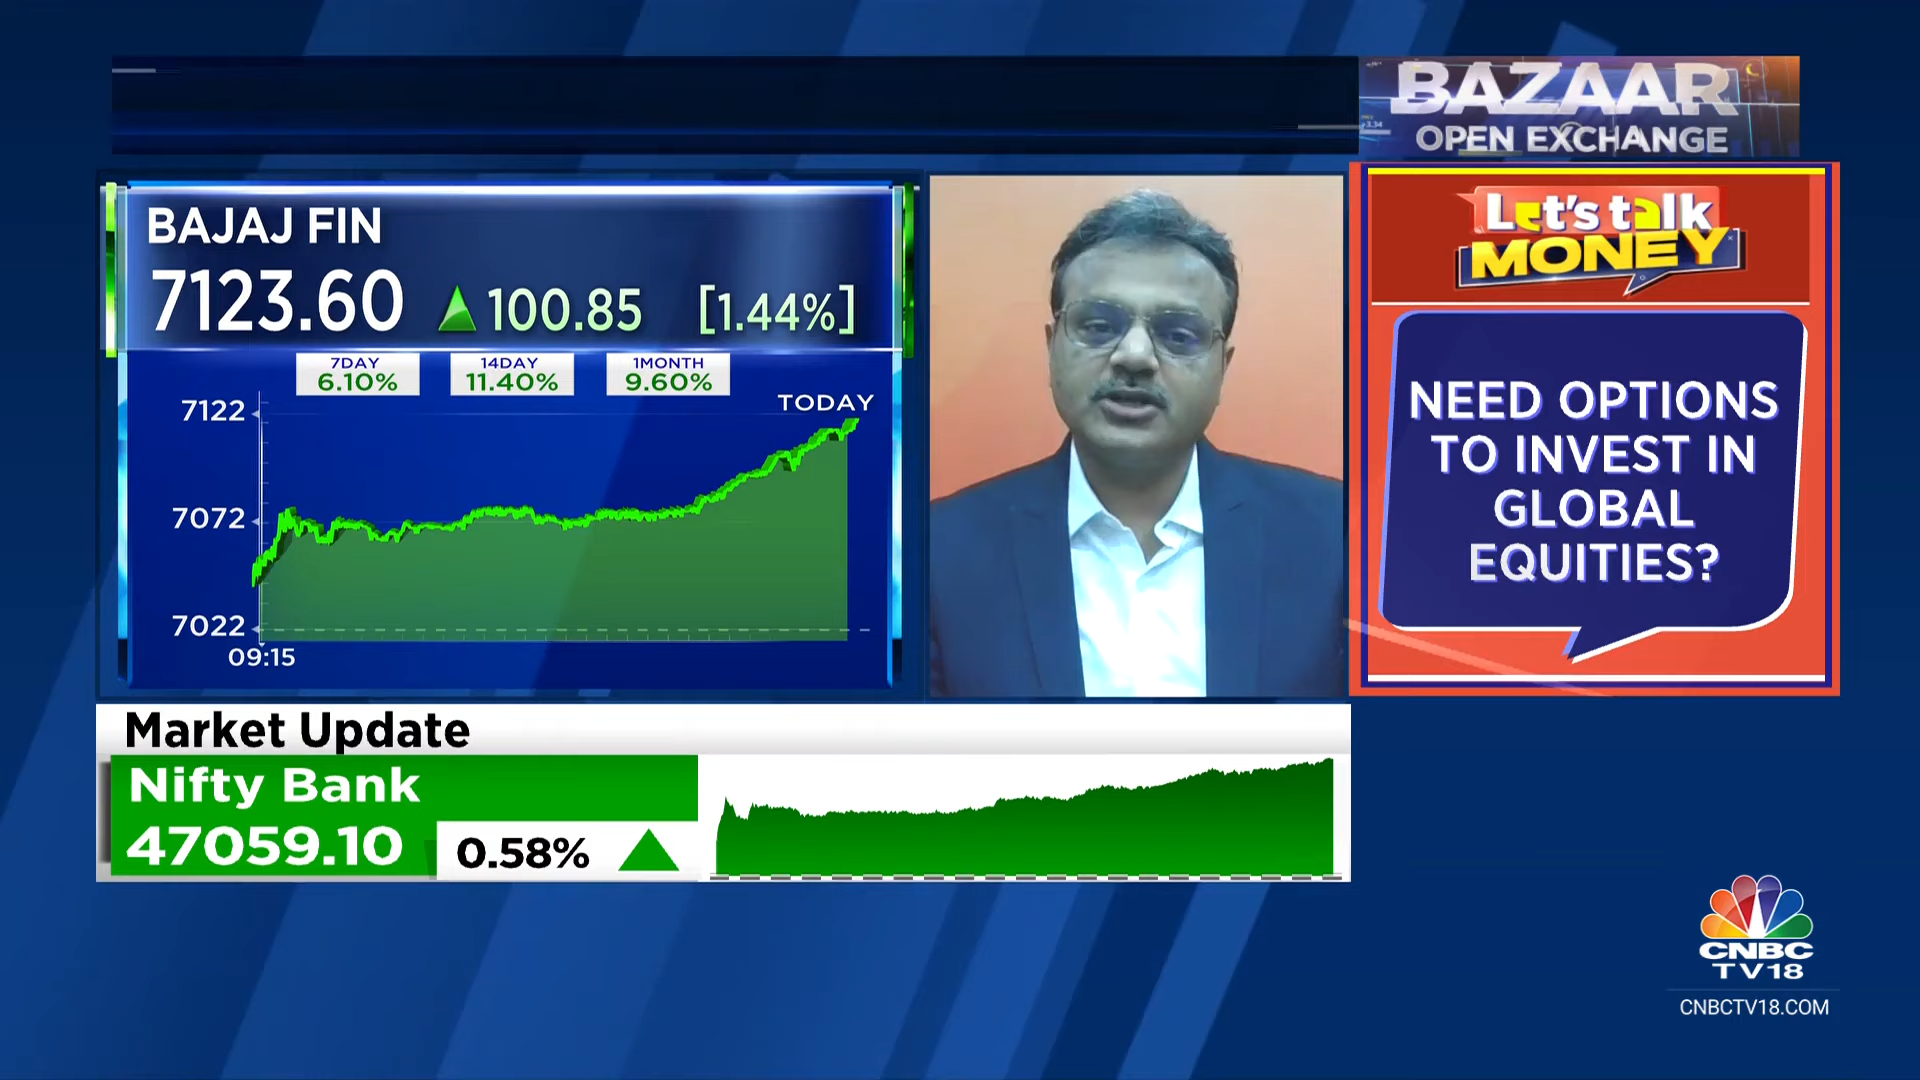 BAZAAR
OPEN EXCHANGE
BAJAJ FIN
7123.60 ▲ 100.85 [1.44%]
7DAY 14DAY 1MONTH
6.10% 11.40% 9.60%
TODAY
7122
7072
7022
09:15
Let's talk
MONEY
NEED OPTIONS
TO INVEST IN
GLOBAL
EQUITIES?
Market Update
Nifty Bank
47059.10 0.58% ▲
CNBC
TV18
CNBCTV18.COM